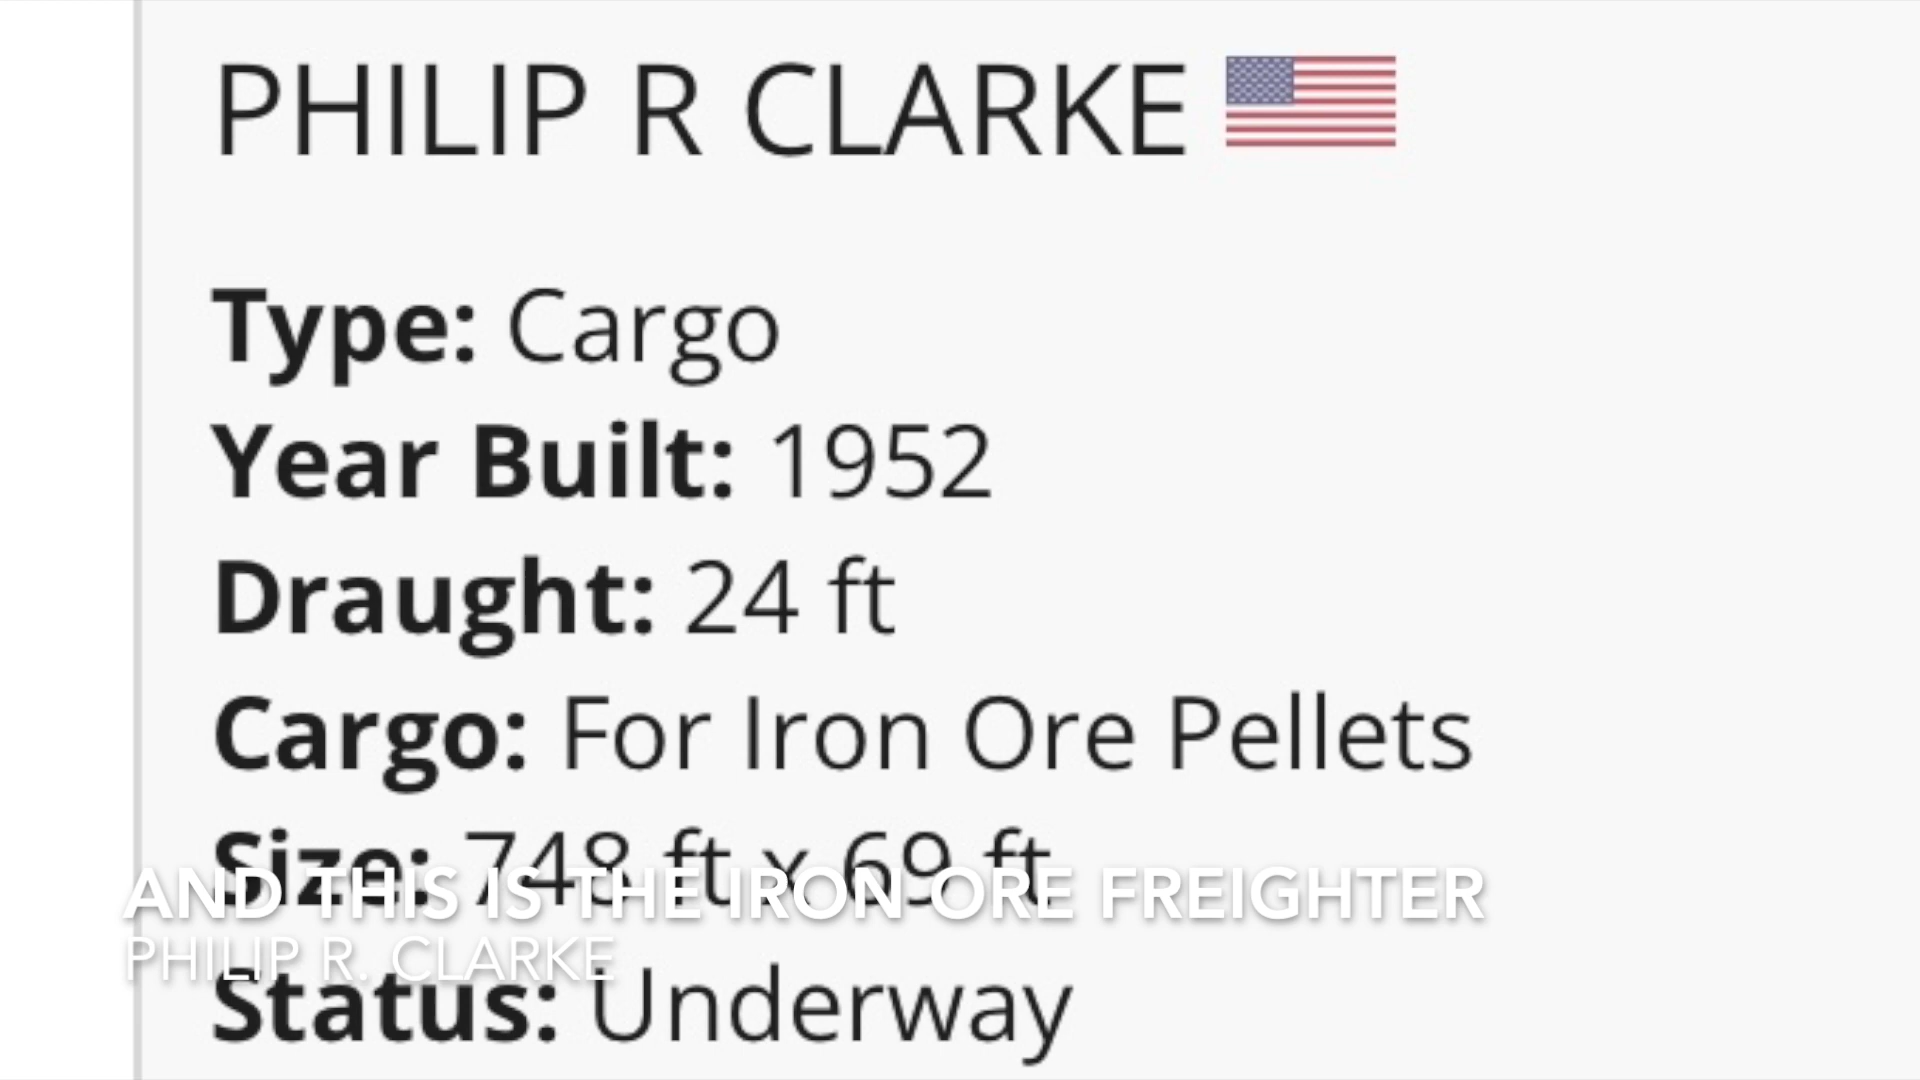 PHILIP R CLARKE
Type: Cargo
Year Built: 1952
Draught: 24 ft
Cargo: For Iron Ore Pellets
Size: 748 ft x 69 ft
AND THIS IS THE IRON ORE FREIGHTER
PHILIP R. CLARKE
Status: Underway